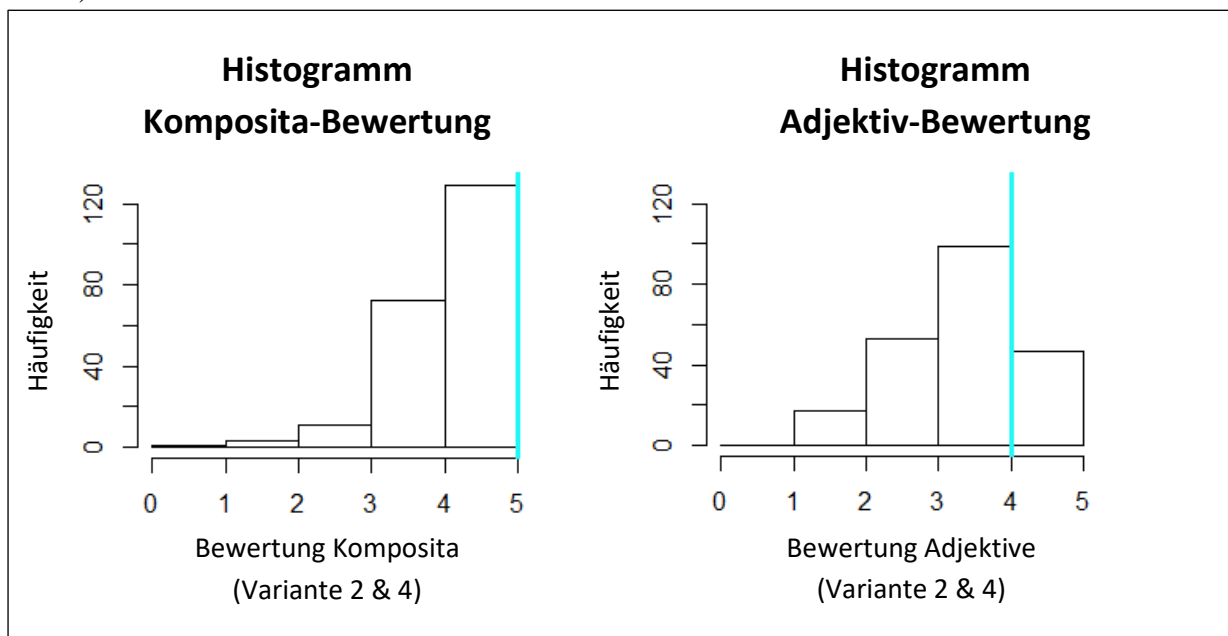 Histogramm
Komposita-Bewertung
Häufigkeit
120
80
40
0
0 1 2 3 4 5
Bewertung Komposita
(Variante 2 & 4)
Histogramm
Adjektiv-Bewertung
Häufigkeit
120
80
40
0
0 1 2 3 4 5
Bewertung Adjektive
(Variante 2 & 4)